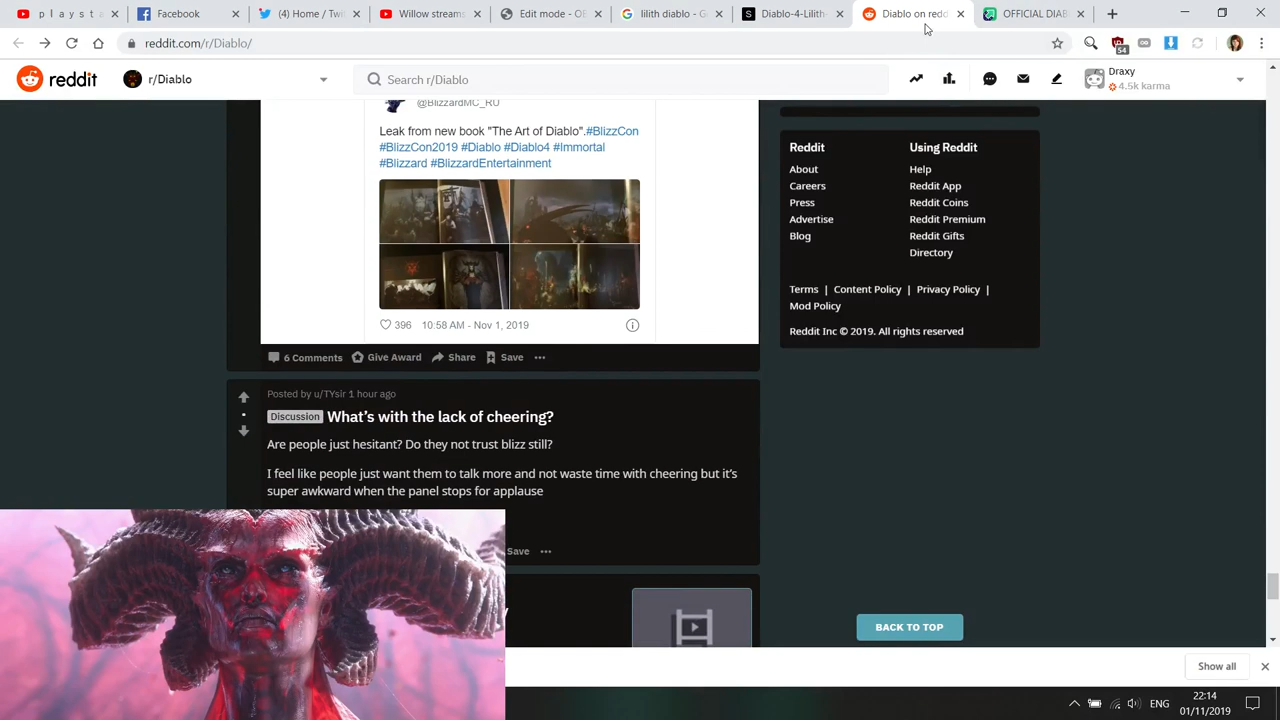 p l a y s t
Facebook
(4) Home / Twit
Willow streams
Edit mode - OE
lilith diablo - Go
Diablo-4-Lilith
Diablo on redd
OFFICIAL DIAB
reddit.com/r/Diablo/
54
reddit
r/Diablo
Search r/Diablo
Draxy
4.5k karma
@BlizzardMC_RU
Leak from new book "The Art of Diablo".#BlizzCon
#BlizzCon2019 #Diablo #Diablo4 #Immortal
#Blizzard #BlizzardEntertainment
396 10:58 AM - Nov 1, 2019
6 Comments Give Award Share Save
Reddit
Using Reddit
About
Help
Careers
Reddit App
Press
Reddit Coins
Advertise
Reddit Premium
Blog
Reddit Gifts
Directory
Terms | Content Policy | Privacy Policy |
Mod Policy
Reddit Inc © 2019. All rights reserved
Posted by u/TYsir 1 hour ago
Discussion What's with the lack of cheering?
Are people just hesitant? Do they not trust blizz still?
I feel like people just want them to talk more and not waste time with cheering but it's
super awkward when the panel stops for applause
Save
BACK TO TOP
Show all
ENG
22:14
01/11/2019